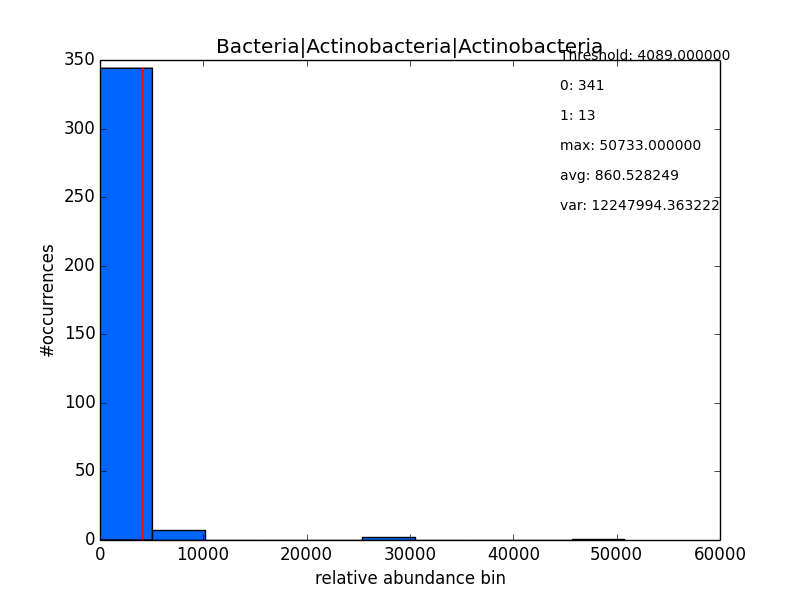 Bacteria|Actinobacteria|Actinobacteria
Threshold: 4089.000000
0: 341
1: 13
max: 50733.000000
avg: 860.528249
var: 12247994.363222
350
300
250
200
150
100
50
0
#occurrences
0 10000 20000 30000 40000 50000 60000
relative abundance bin